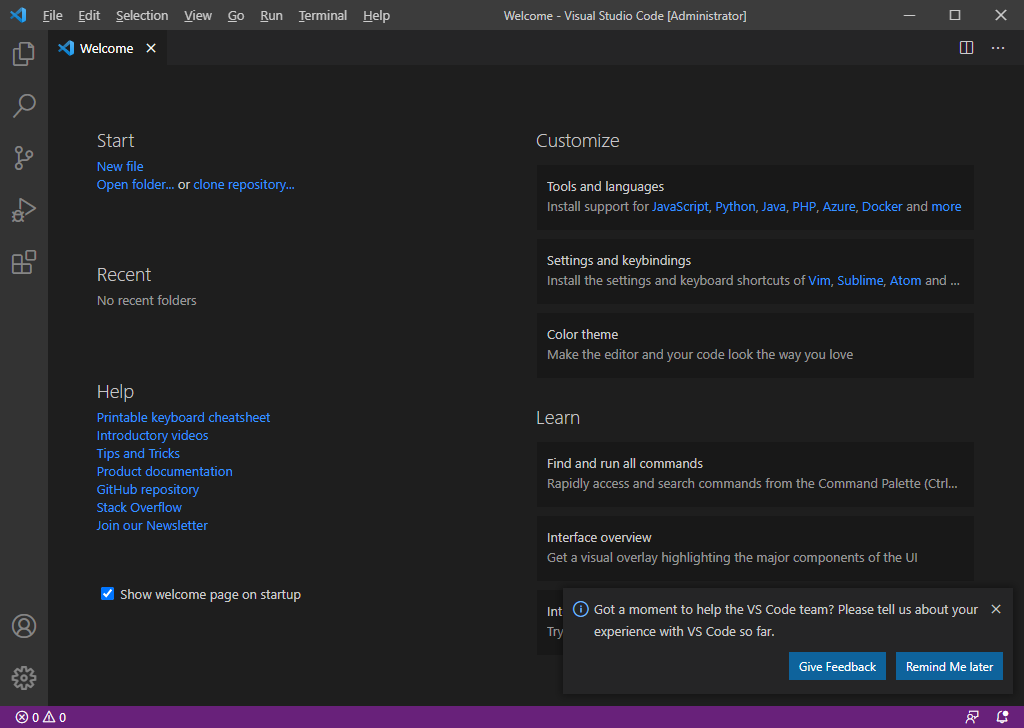 File Edit Selection View Go Run Terminal Help Welcome - Visual Studio Code [Administrator]
Welcome
Start
New file
Open folder... or clone repository...
Recent
No recent folders
Help
Printable keyboard cheatsheet
Introductory videos
Tips and Tricks
Product documentation
GitHub repository
Stack Overflow
Join our Newsletter
Show welcome page on startup
Customize
Tools and languages
Install support for JavaScript, Python, Java, PHP, Azure, Docker and more
Settings and keybindings
Install the settings and keyboard shortcuts of Vim, Sublime, Atom and ...
Color theme
Make the editor and your code look the way you love
Learn
Find and run all commands
Rapidly access and search commands from the Command Palette (Ctrl...
Interface overview
Get a visual overlay highlighting the major components of the UI
Int
Try
Got a moment to help the VS Code team? Please tell us about your
experience with VS Code so far.
Give Feedback Remind Me later
0 0